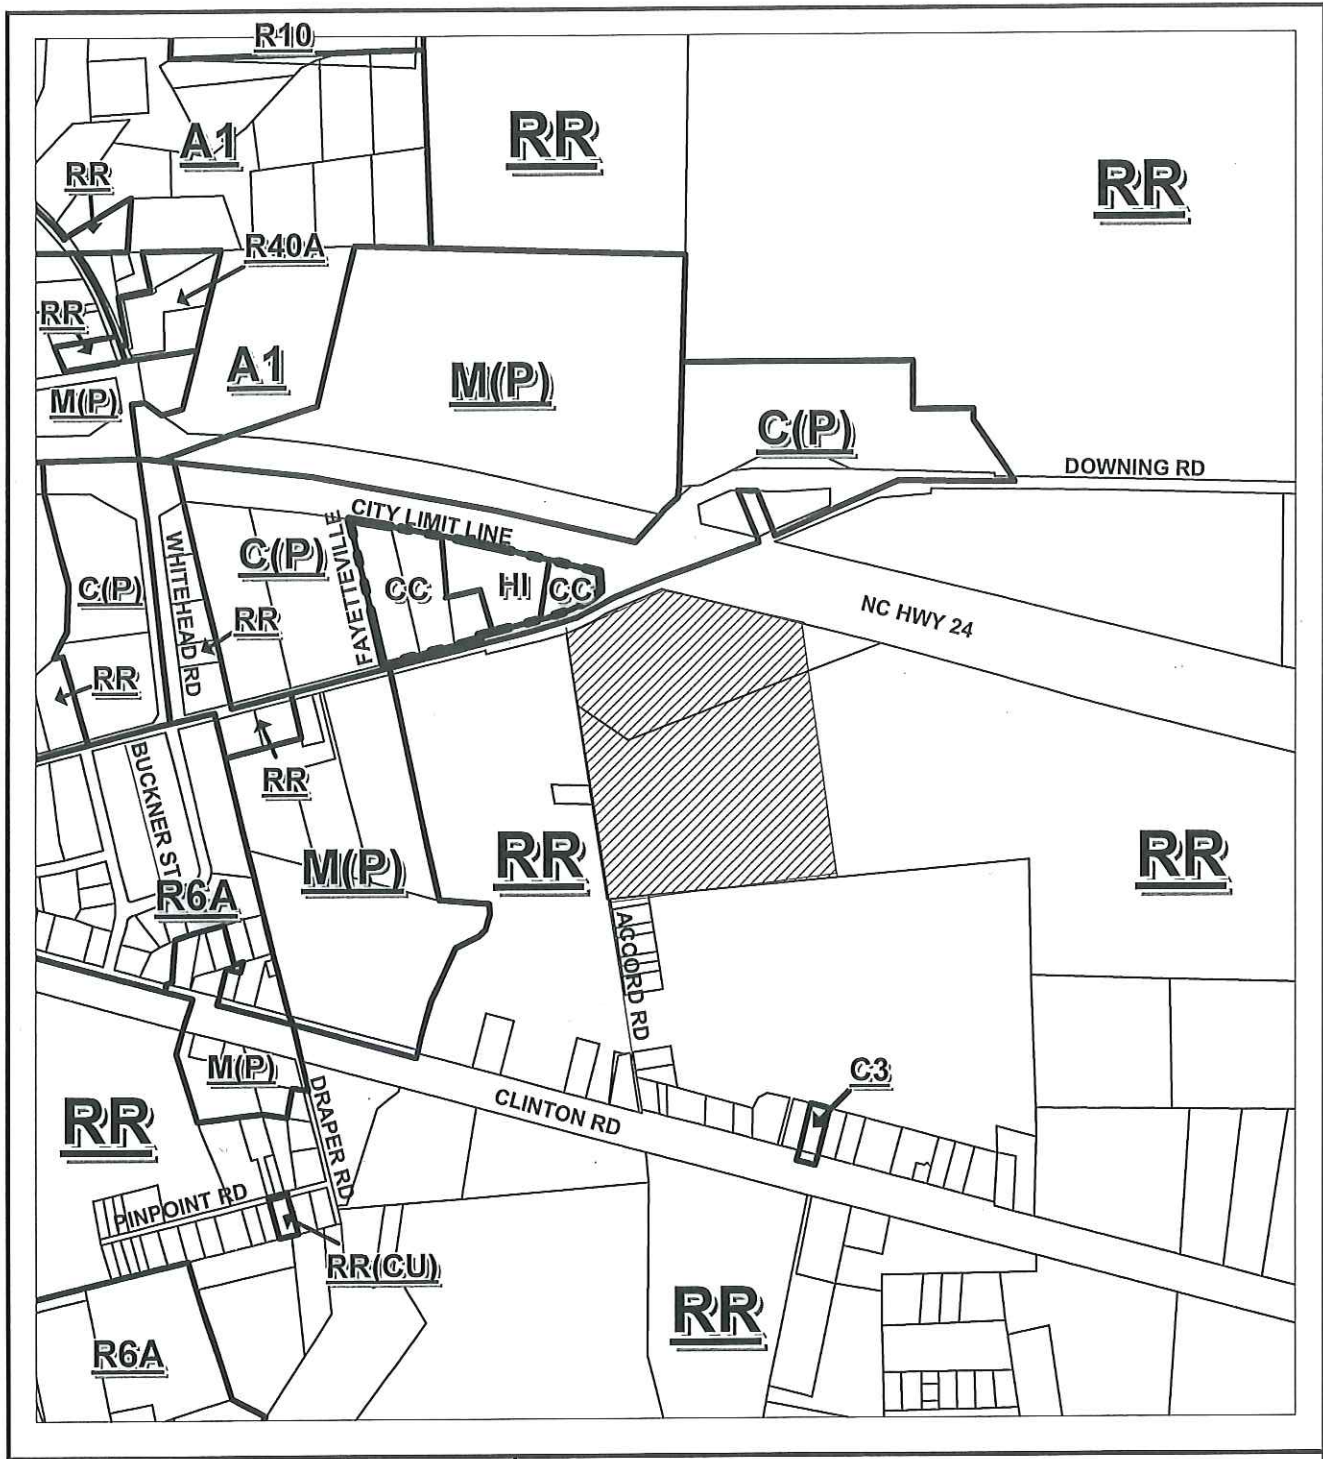 R10
RR
A1
RR
RR
R40A
RR
A1
M(P)
M(P)
C(P)
DOWNING RD
CITY LIMIT LINE
FAYETTEVILLE
WHITEHEAD RD
C(P)
C(P)
CC
HI
CC
NC HWY 24
RR
RR
BUCKNER ST
RR
M(P)
RR
RR
R6A
ACCORD RD
M(P)
C3
CLINTON RD
RR
DRAPER RD
PINPOINT RD
RR(CU)
RR
R6A